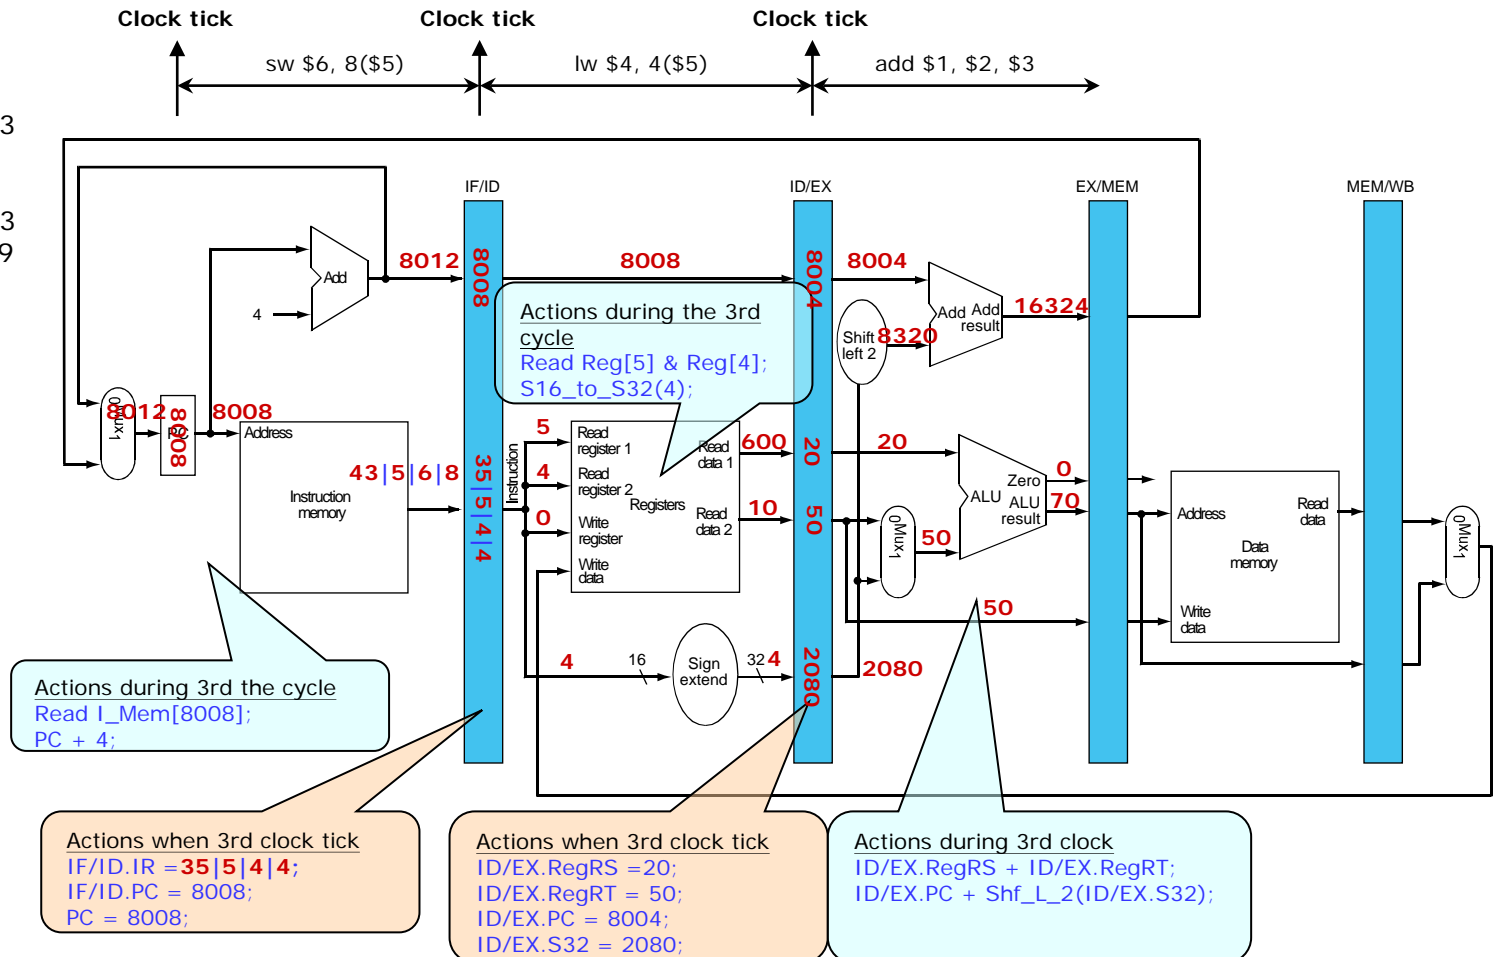 Clock tick
Clock tick
Clock tick
sw $6, 8($5)
lw $4, 4($5)
add $1, $2, $3
3
3
9
IF/ID
ID/EX
EX/MEM
MEM/WB
Add
4
8012
8008
8008
8004
8004
Add Add
result
16324
Shift
left 2
8320
Actions during the 3rd
cycle
Read Reg[5] & Reg[4];
S16_to_S32(4);
0Mux1
8012
PC
8008
8008
Address
Instruction
memory
43|5|6|8
35|5|4|4
Instruction
5
4
0
Read
register 1
Read
register 2
Write
register
Write
data
Registers
Read
data 1
Read
data 2
600
10
20
50
20
0Mux1
50
ALU
Zero
ALU
result
0
70
Address
Write
data
Data
memory
Read
data
0Mux1
50
4
16
Sign
extend
32
4
2080
2080
Actions during 3rd the cycle
Read I_Mem[8008];
PC + 4;
Actions when 3rd clock tick
IF/ID.IR =35|5|4|4;
IF/ID.PC = 8008;
PC = 8008;
Actions when 3rd clock tick
ID/EX.RegRS =20;
ID/EX.RegRT = 50;
ID/EX.PC = 8004;
ID/EX.S32 = 2080;
Actions during 3rd clock
ID/EX.RegRS + ID/EX.RegRT;
ID/EX.PC + Shf_L_2(ID/EX.S32);